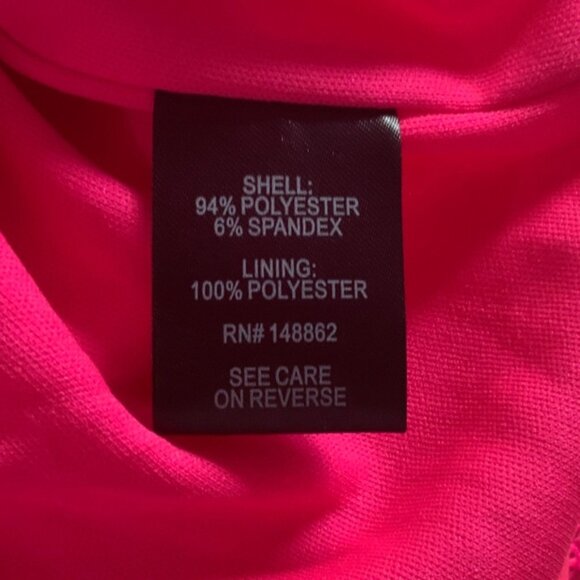 SHELL:
94% POLYESTER
6% SPANDEX
LINING:
100% POLYESTER
RN# 148862
SEE CARE
ON REVERSE